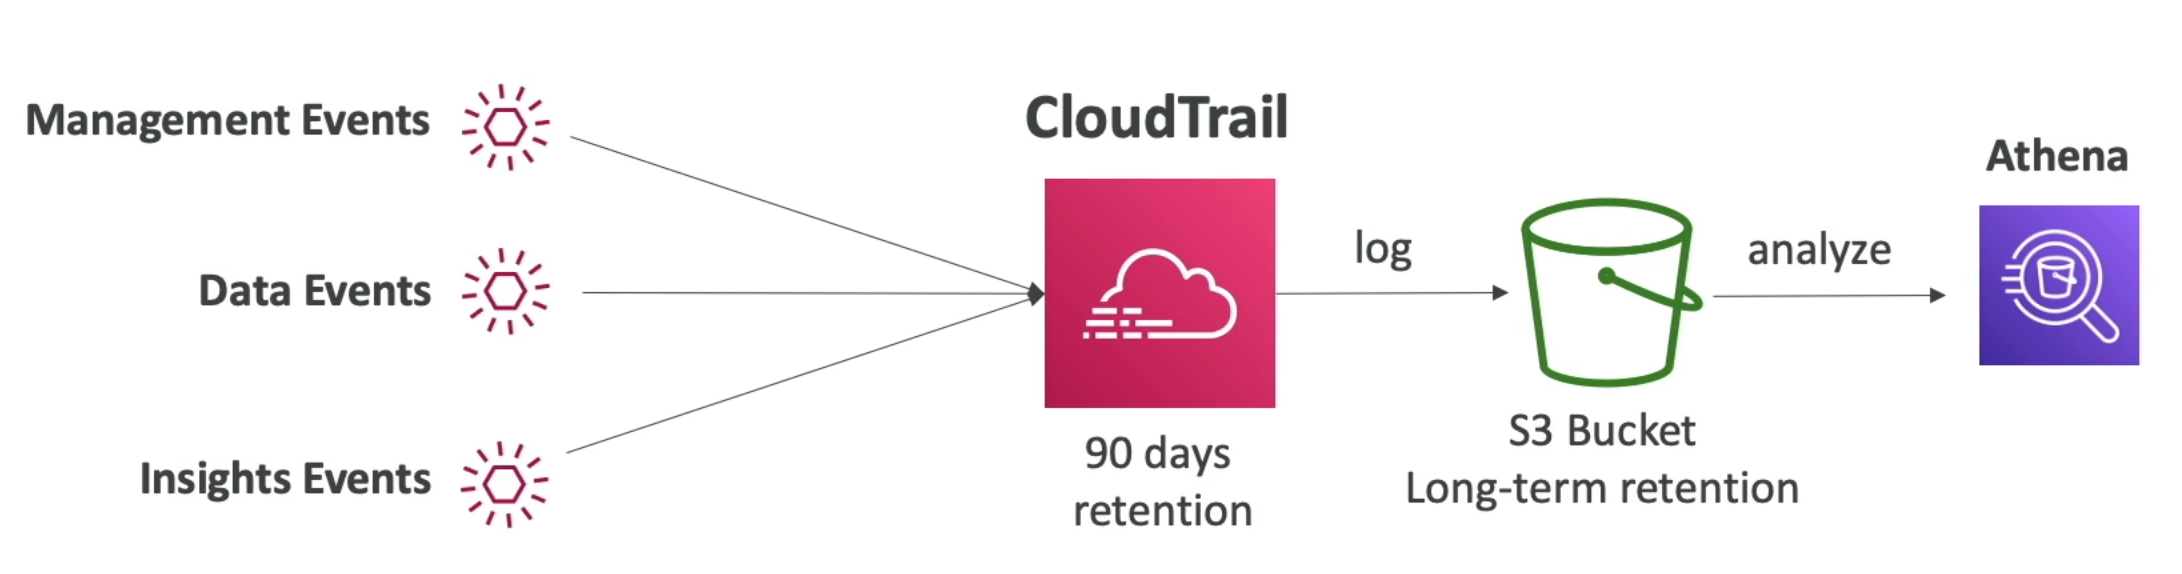 Management Events
Data Events
Insights Events
CloudTrail
90 days
retention
log
S3 Bucket
Long-term retention
analyze
Athena